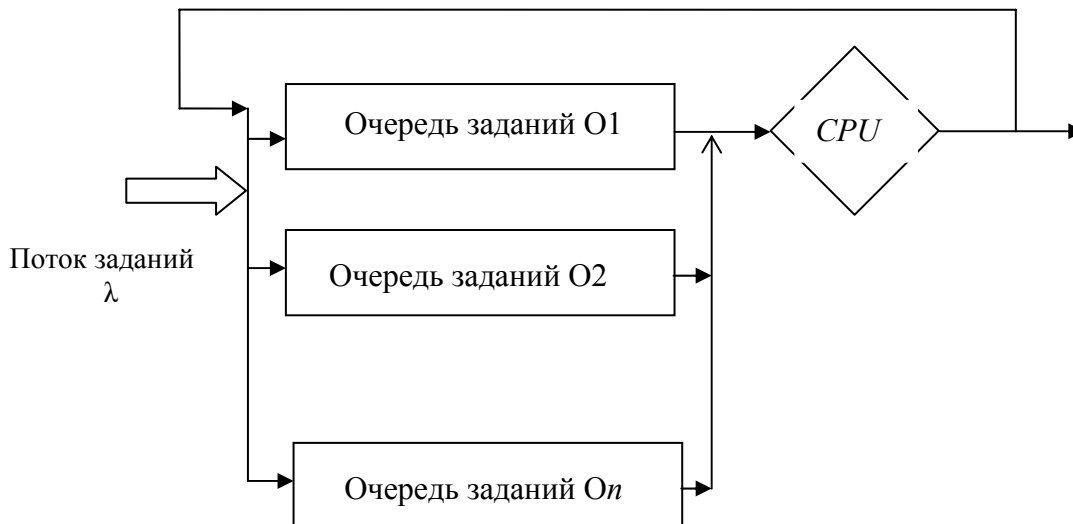 Очередь заданий О1
CPU
Поток заданий
λ
Очередь заданий О2
Очередь заданий Оn